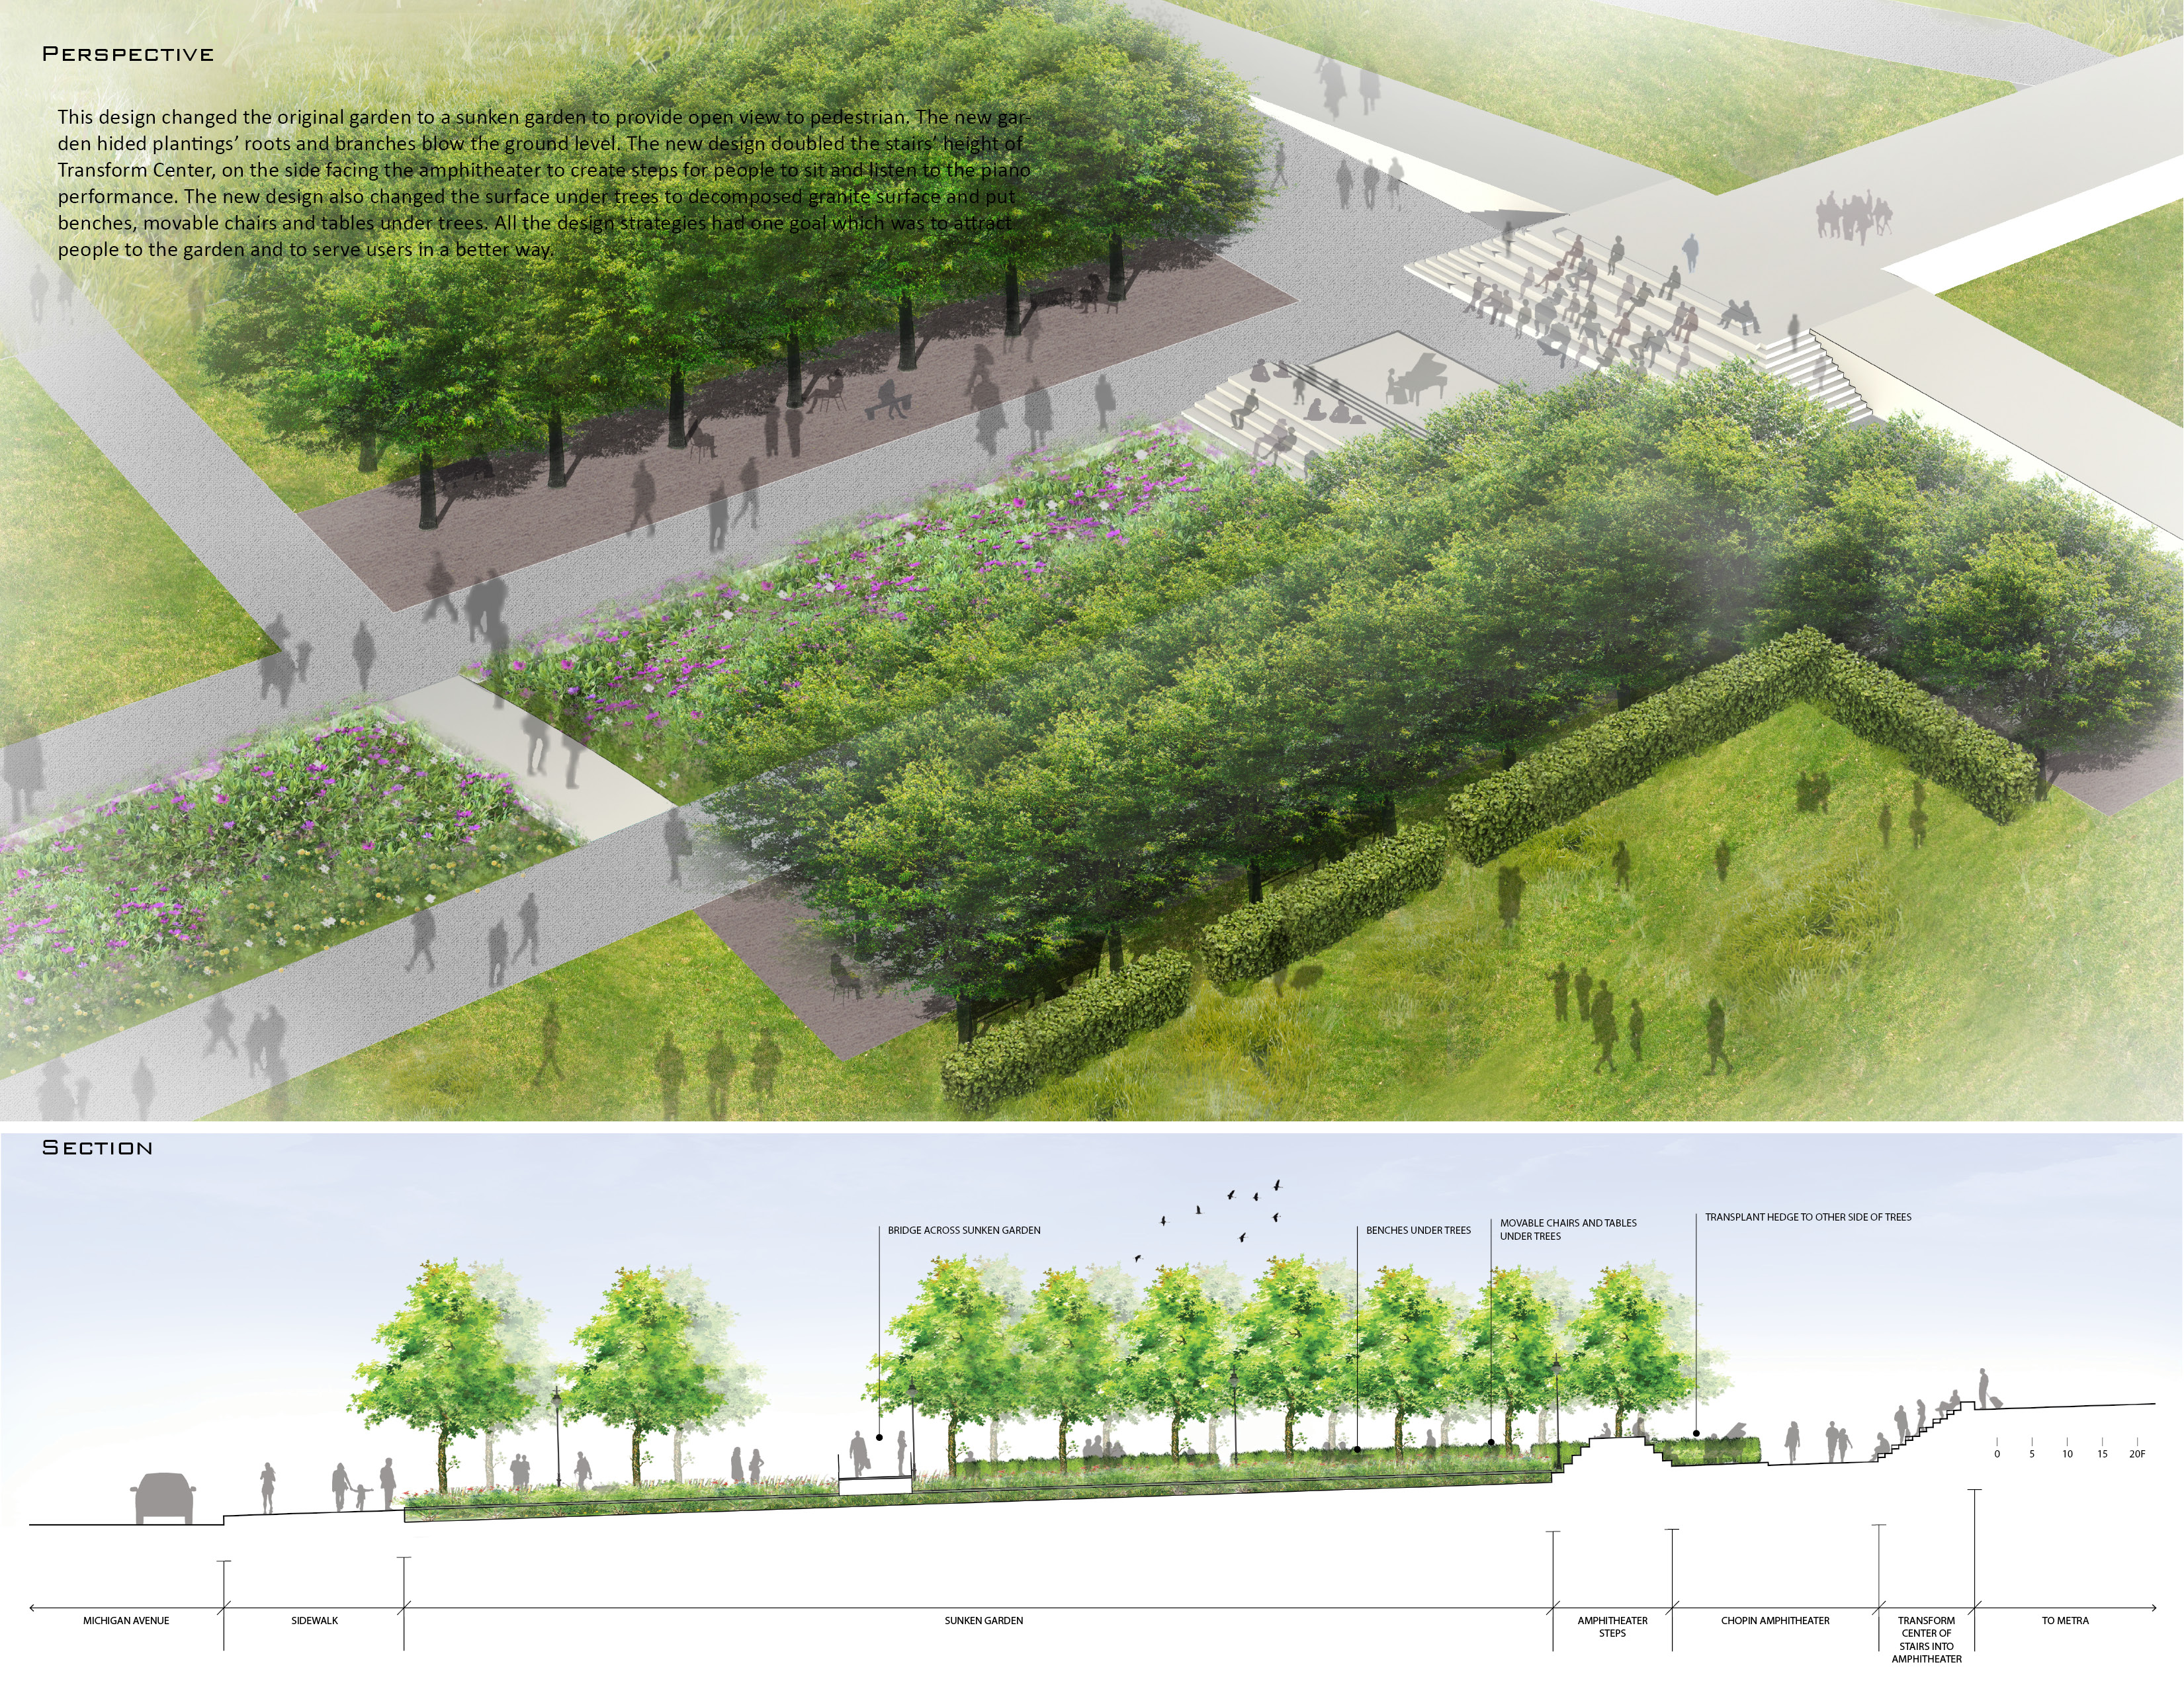 PERSPECTIVE
This design changed the original garden to a sunken garden to provide open view to pedestrian. The new gar-
den hided plantings' roots and branches blow the ground level. The new design doubled the stairs' height of
Transform Center, on the side facing the amphitheater to create steps for people to sit and listen to the piano
performance. The new design also changed the surface under trees to decomposed granite surface and put
benches, movable chairs and tables under trees. All the design strategies had one goal which was to attract
people to the garden and to serve users in a better way.
SECTION
BRIDGE ACROSS SUNKEN GARDEN
BENCHES UNDER TREES
MOVABLE CHAIRS AND TABLES
UNDER TREES
TRANSPLANT HEDGE TO OTHER SIDE OF TREES
0 5 10 15 20F
MICHIGAN AVENUE
SIDEWALK
SUNKEN GARDEN
AMPHITHEATER
STEPS
CHOPIN AMPHITHEATER
TRANSFORM
CENTER OF
STAIRS INTO
AMPHITHEATER
TO METRA